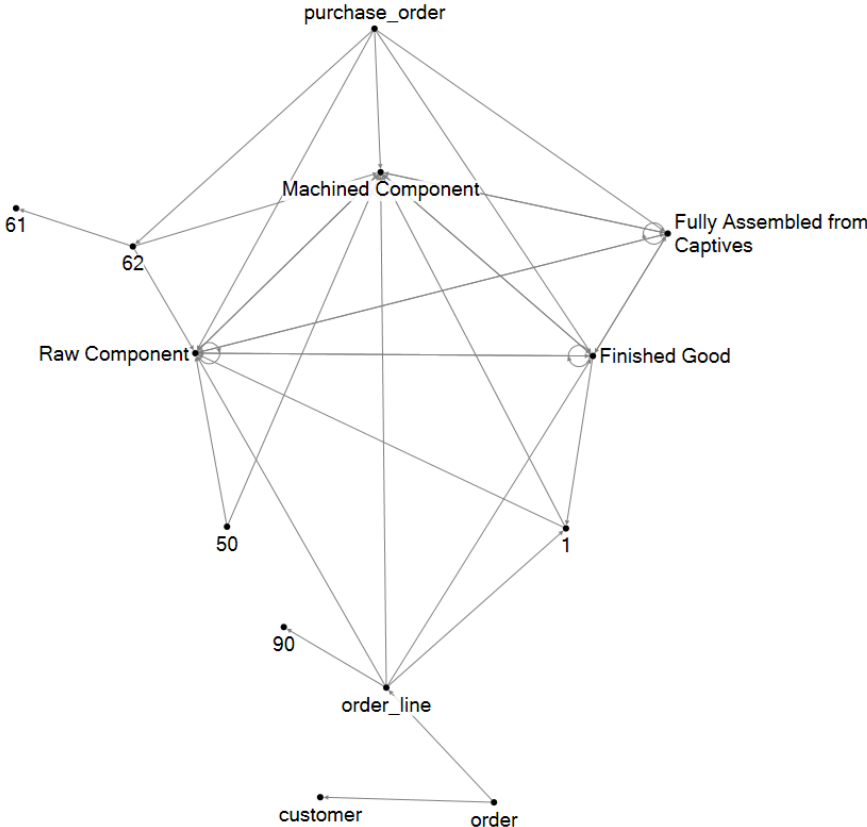 purchase_order
Machined Component
61
Fully Assembled from
Captives
62
Raw Component
Finished Good
50
1
90
order_line
customer
order